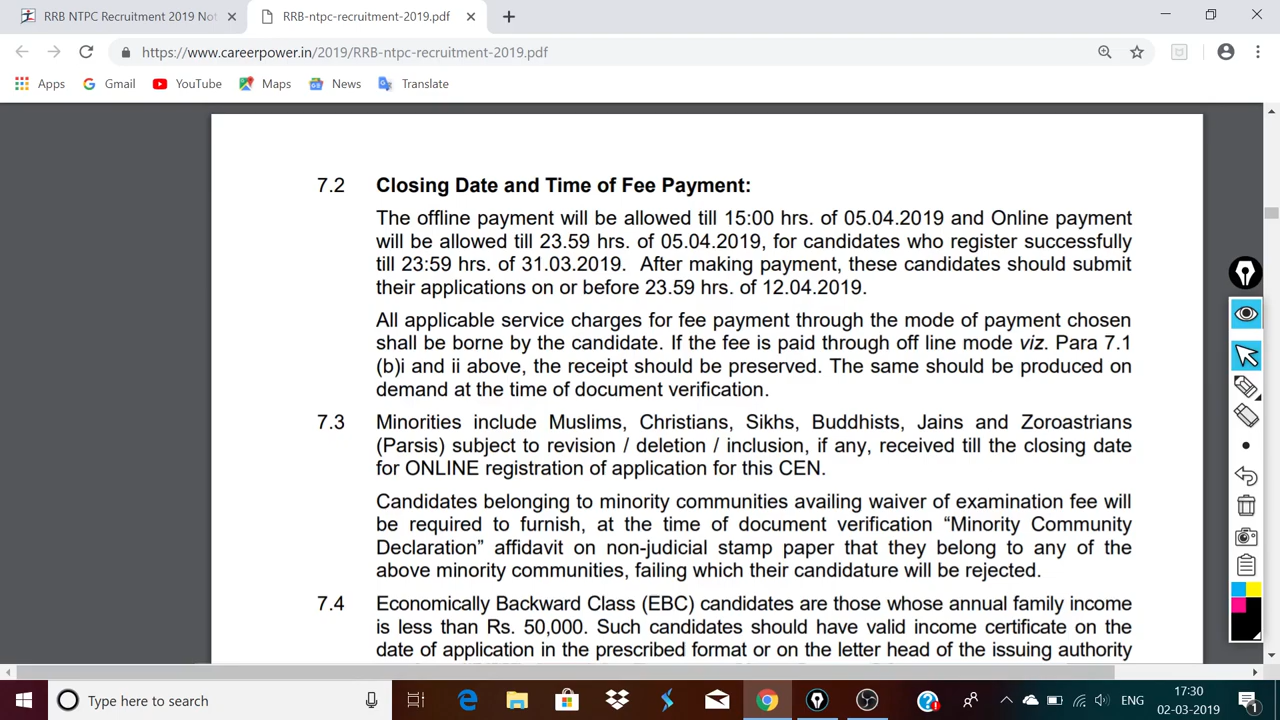 RRB NTPC Recruitment 2019 Not
RRB-ntpc-recruitment-2019.pdf
https://www.careerpower.in/2019/RRB-ntpc-recruitment-2019.pdf
Apps Gmail YouTube Maps News Translate
7.2 Closing Date and Time of Fee Payment:
The offline payment will be allowed till 15:00 hrs. of 05.04.2019 and Online payment
will be allowed till 23.59 hrs. of 05.04.2019, for candidates who register successfully
till 23:59 hrs. of 31.03.2019. After making payment, these candidates should submit
their applications on or before 23.59 hrs. of 12.04.2019.
All applicable service charges for fee payment through the mode of payment chosen
shall be borne by the candidate. If the fee is paid through off line mode viz. Para 7.1
(b)i and ii above, the receipt should be preserved. The same should be produced on
demand at the time of document verification.
7.3 Minorities include Muslims, Christians, Sikhs, Buddhists, Jains and Zoroastrians
(Parsis) subject to revision / deletion / inclusion, if any, received till the closing date
for ONLINE registration of application for this CEN.
Candidates belonging to minority communities availing waiver of examination fee will
be required to furnish, at the time of document verification “Minority Community
Declaration” affidavit on non-judicial stamp paper that they belong to any of the
above minority communities, failing which their candidature will be rejected.
7.4 Economically Backward Class (EBC) candidates are those whose annual family income
is less than Rs. 50,000. Such candidates should have valid income certificate on the
date of application in the prescribed format or on the letter head of the issuing authority
Type here to search
ENG
17:30
02-03-2019
1